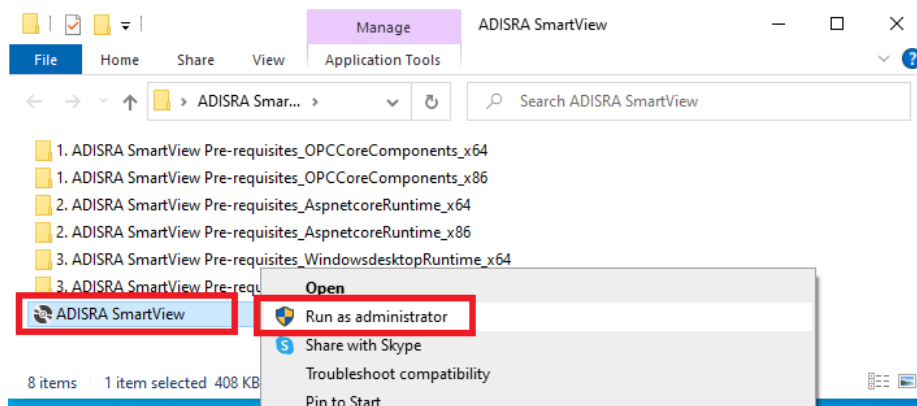 Manage
ADISRA SmartView
File
Home
Share
View
Application Tools
ADISRA Smar...
Search ADISRA SmartView
1. ADISRA SmartView Pre-requisites_OPCCoreComponents_x64
1. ADISRA SmartView Pre-requisites_OPCCoreComponents_x86
2. ADISRA SmartView Pre-requisites_AspnetcoreRuntime_x64
2. ADISRA SmartView Pre-requisites_AspnetcoreRuntime_x86
3. ADISRA SmartView Pre-requisites_WindowsdesktopRuntime_x64
3. ADISRA SmartView Pre-requ
Open
ADISRA SmartView
Run as administrator
Share with Skype
Troubleshoot compatibility
8 items
1 item selected 408 KB
Pin to Start